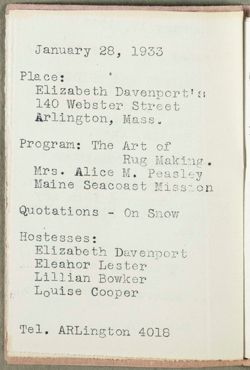 January 28, 1933
Place:
Elizabeth Davenport's
140 Webster Street
Arlington, Mass.
Program: The Art of
Rug Making.
Mrs. Alice M. Peasley
Maine Seacoast Mission
Quotations - On Snow
Hostesses:
Elizabeth Davenport
Eleanor Lester
Lillian Bowker
Louise Cooper
Tel. ARLington 4018